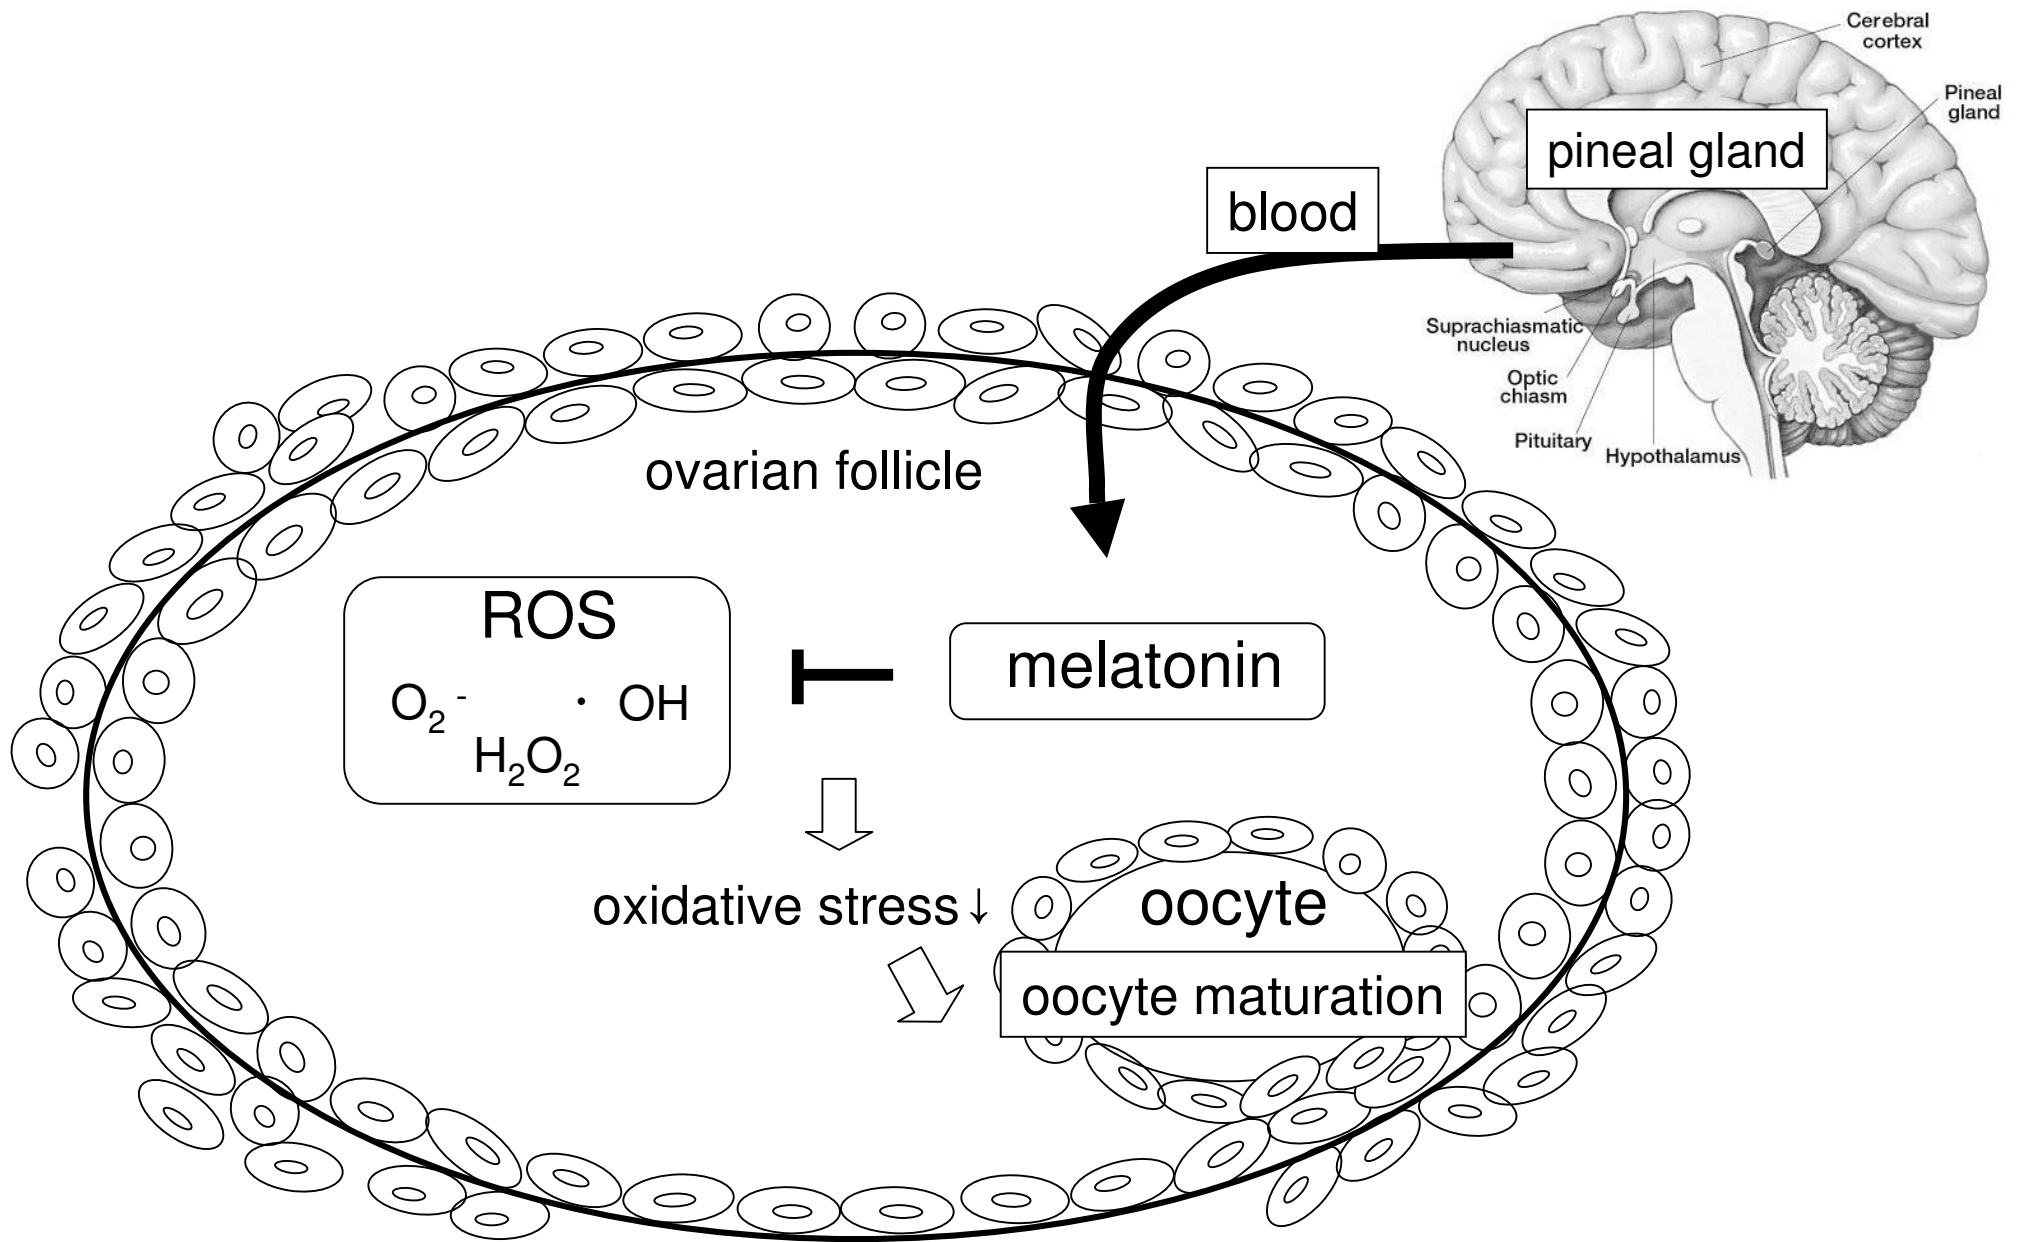 Cerebral
cortex
Pineal
gland
pineal gland
blood
Suprachiasmatic
nucleus
Optic
chiasm
Pituitary
Hypothalamus
ovarian follicle
ROS
O₂⁻ · OH
H₂O₂
melatonin
oxidative stress↓
oocyte
oocyte maturation